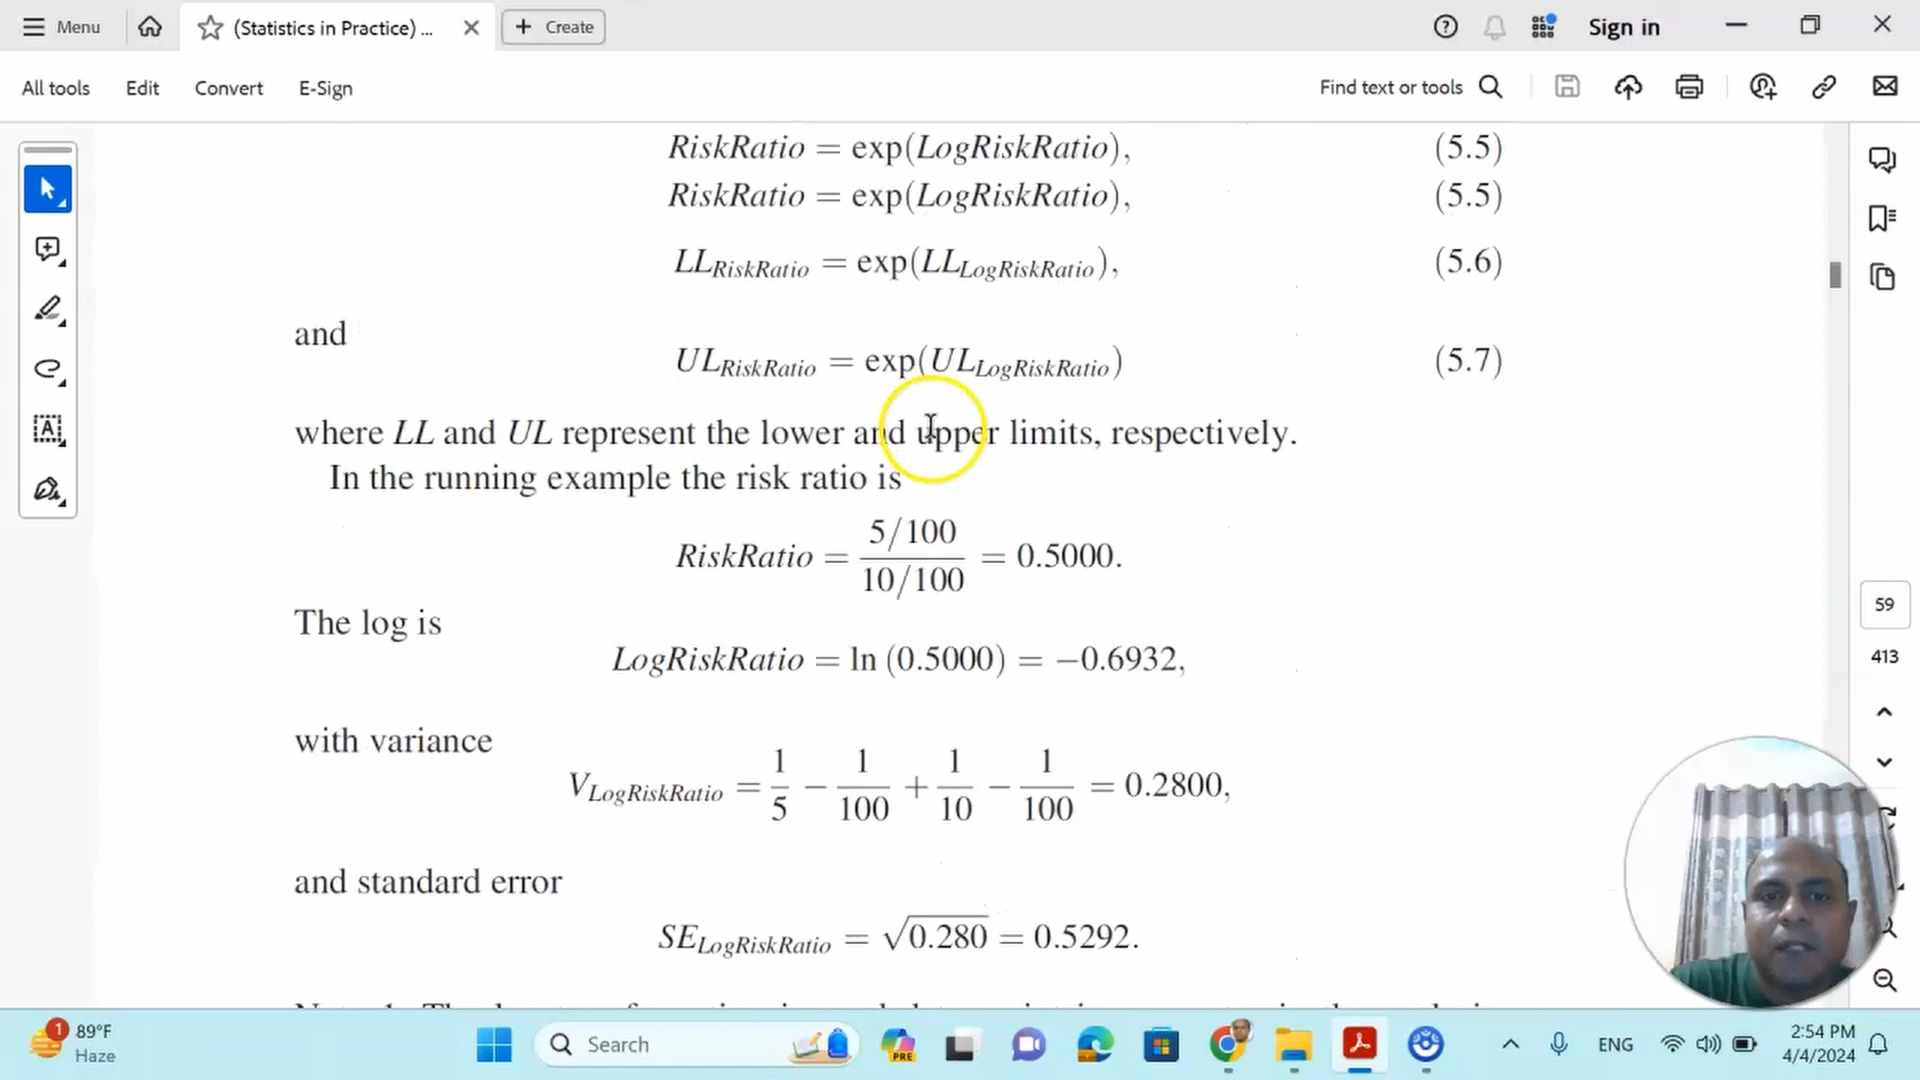 Menu
(Statistics in Practice) ...
Create
Sign in
All tools
Edit
Convert
E-Sign
Find text or tools
RiskRatio = exp(LogRiskRatio), (5.5)
RiskRatio = exp(LogRiskRatio), (5.5)
LL_RiskRatio = exp(LL_LogRiskRatio), (5.6)
and
UL_RiskRatio = exp(UL_LogRiskRatio) (5.7)
where LL and UL represent the lower and upper limits, respectively.
In the running example the risk ratio is
RiskRatio = 5/100 / 10/100 = 0.5000.
The log is
LogRiskRatio = ln (0.5000) = −0.6932,
with variance
V_LogRiskRatio = 1/5 − 1/100 + 1/10 − 1/100 = 0.2800,
and standard error
SE_LogRiskRatio = √0.280 = 0.5292.
59
413
1
89°F
Haze
Search
PRE
ENG
2:54 PM
4/4/2024